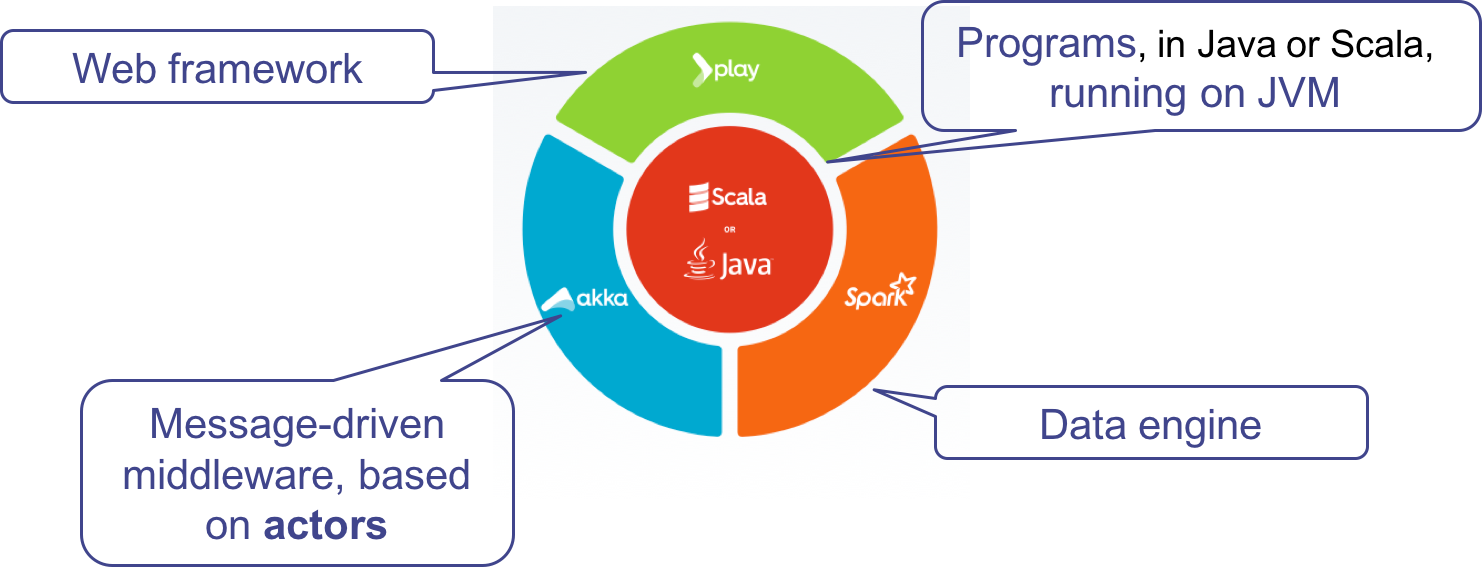 Web framework
play
Programs, in Java or Scala,
running on JVM
Scala
OR
Java
akka
Spark
Message-driven
middleware, based
on actors
Data engine